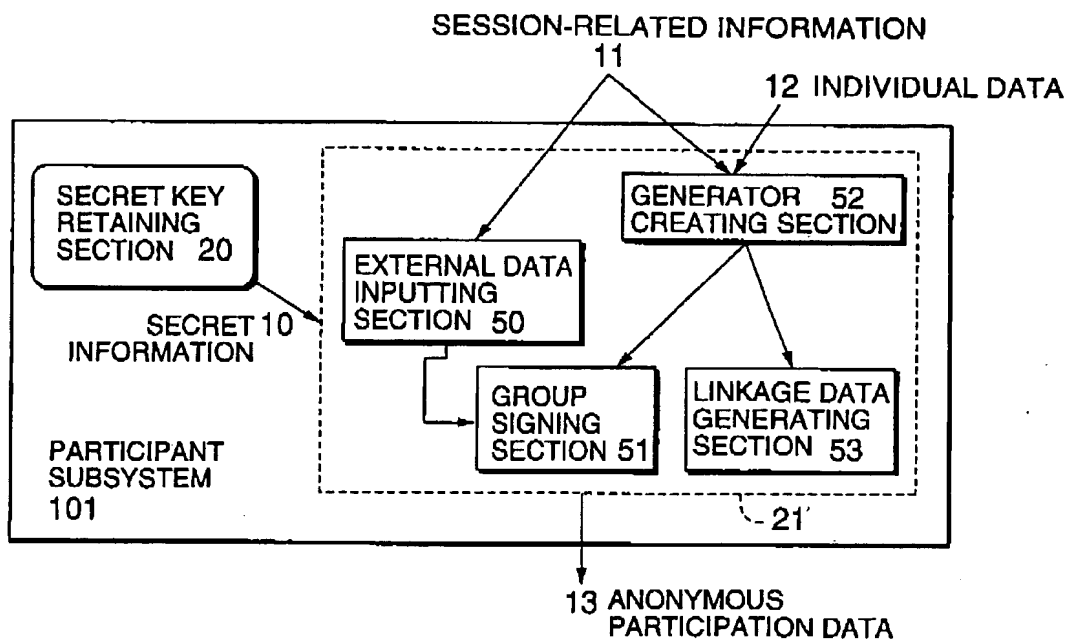 SESSION-RELATED INFORMATION
11
12 INDIVIDUAL DATA
SECRET KEY
RETAINING
SECTION 20
GENERATOR 52
CREATING SECTION
EXTERNAL DATA
INPUTTING
SECTION 50
SECRET 10
INFORMATION
GROUP
SIGNING
SECTION 51
LINKAGE DATA
GENERATING
SECTION 53
PARTICIPANT
SUBSYSTEM
101
21'
13 ANONYMOUS
PARTICIPATION DATA